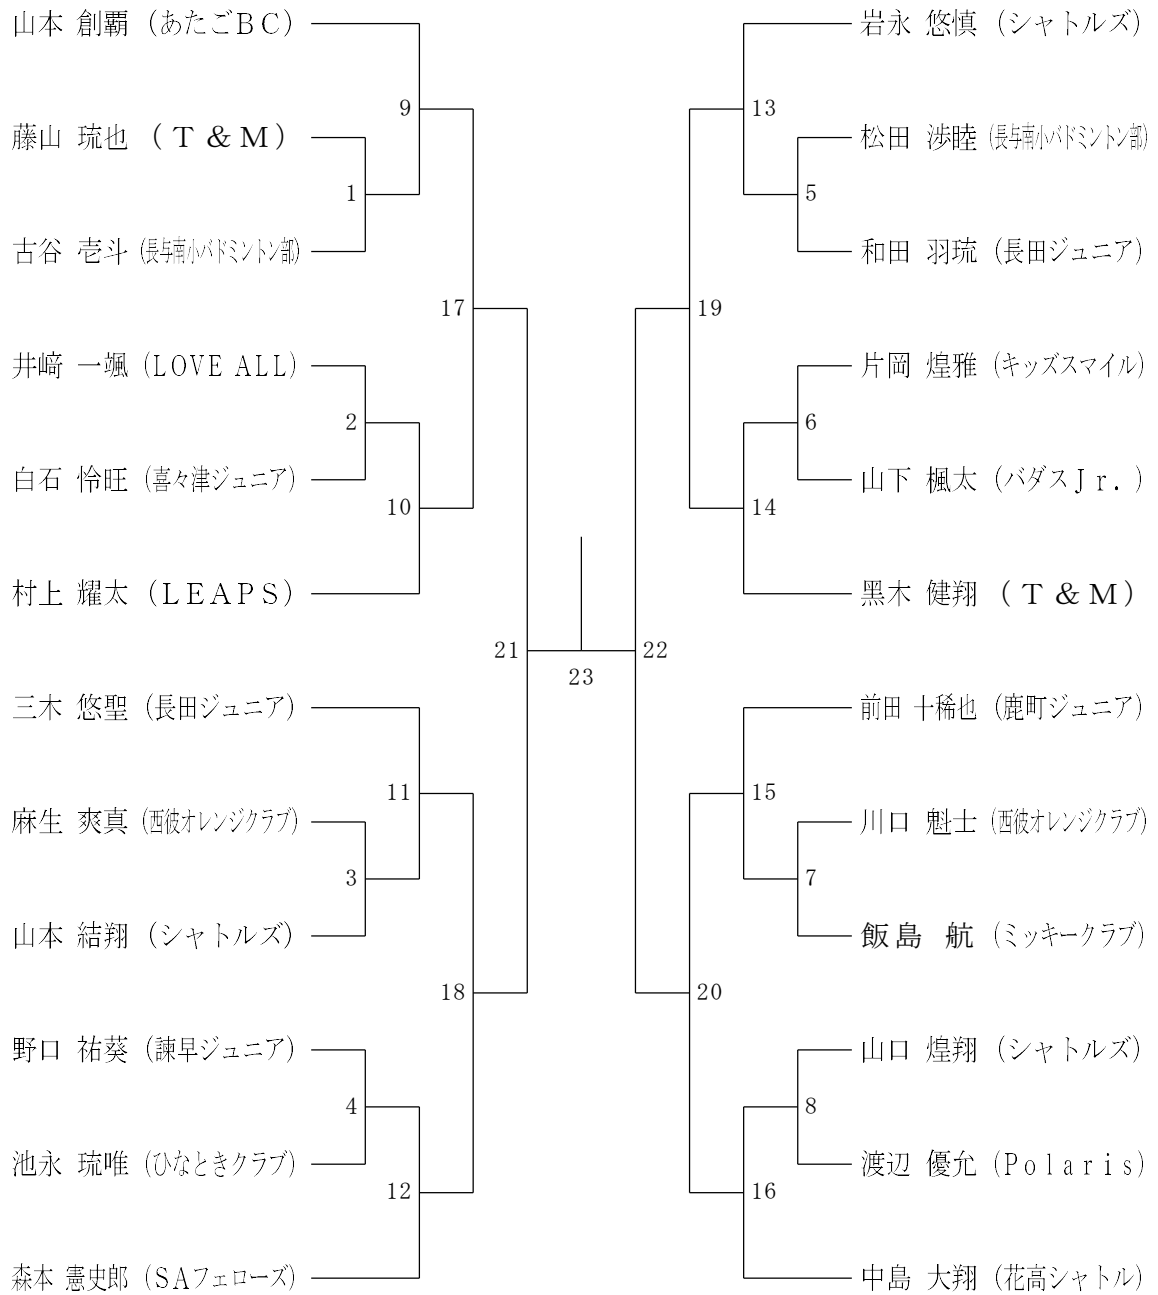 山本 創覇 (あたごＢＣ)
9
藤山 琉也 (Ｔ＆Ｍ)
1
古谷 壱斗 (長与南小バドミントン部)
17
井﨑 一颯 (LOVE ALL)
2
白石 怜旺 (喜々津ジュニア)
10
村上 耀太 (ＬＥＡＰＳ)
21
三木 悠聖 (長田ジュニア)
11
麻生 爽真 (西彼オレンジクラブ)
3
山本 結翔 (シャトルズ)
18
野口 祐葵 (諫早ジュニア)
4
池永 琉唯 (ひなときクラブ)
12
森本 憲史郎 (ＳＡフェローズ)
23
岩永 悠慎 (シャトルズ)
13
松田 渉睦 (長与南小バドミントン部)
5
和田 羽琉 (長田ジュニア)
19
片岡 煌雅 (キッズスマイル)
6
山下 楓太 (バダスＪｒ．)
14
黒木 健翔 (Ｔ＆Ｍ)
22
前田 十稀也 (鹿町ジュニア)
15
川口 魁士 (西彼オレンジクラブ)
7
飯島 航 (ミッキークラブ)
20
山口 煌翔 (シャトルズ)
8
渡辺 優允 (Ｐｏｌａｒｉｓ)
16
中島 大翔 (花高シャトル)